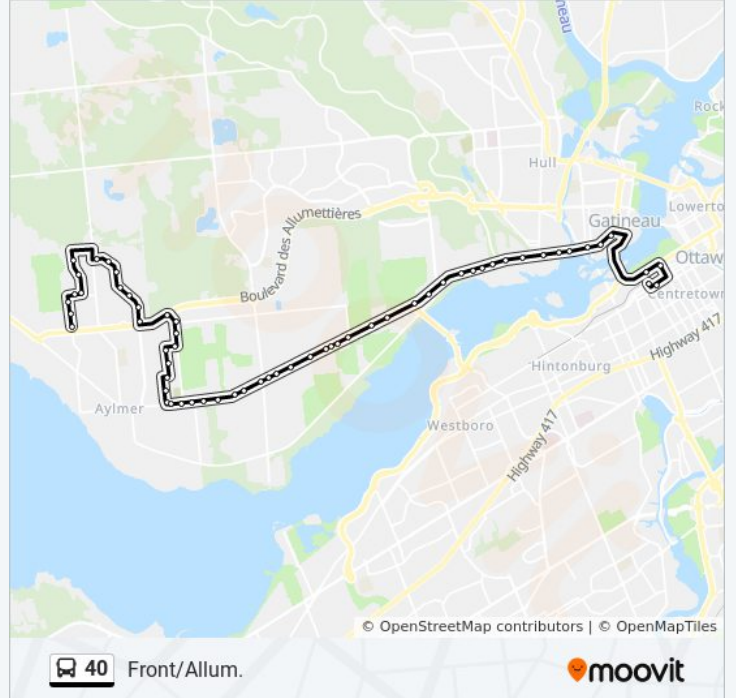 neau
Rock
Hull
Boulevard des Allumettières
Lowerto
Gatineau
Ottaw
Centretown
Highway 417
Hintonburg
Aylmer
Westboro
Highway 417
© OpenStreetMap contributors | © OpenMapTiles
40 Front/Allum.
moovit